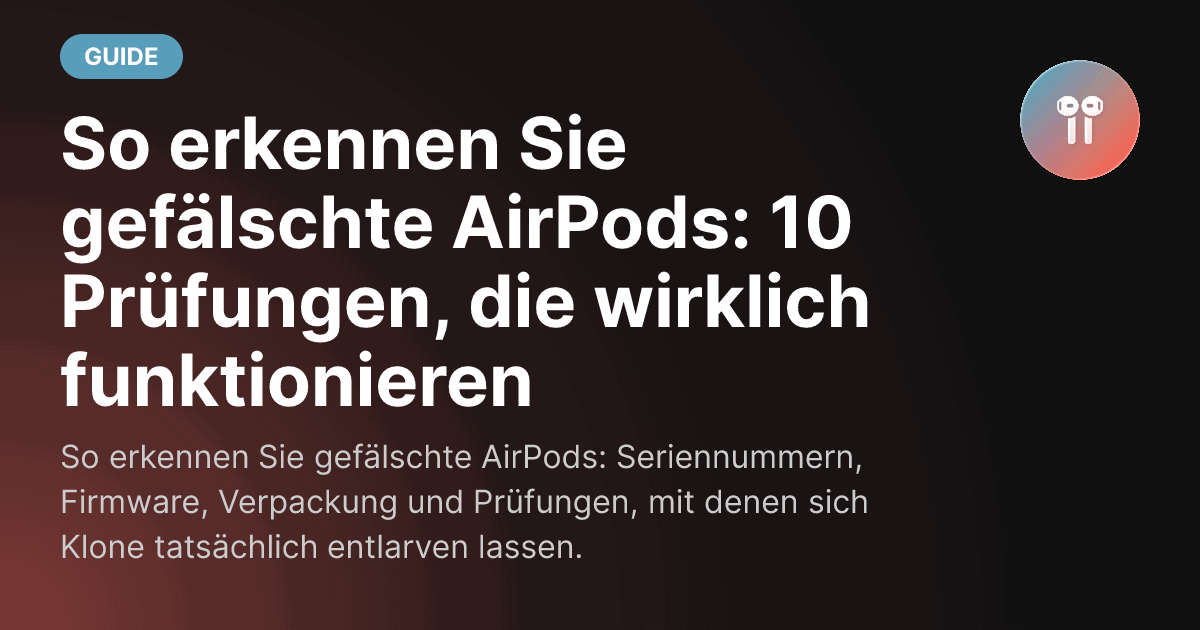 GUIDE
So erkennen Sie
gefälschte AirPods: 10
Prüfungen, die wirklich
funktionieren
So erkennen Sie gefälschte AirPods: Seriennummern,
Firmware, Verpackung und Prüfungen, mit denen sich
Klone tatsächlich entlarven lassen.